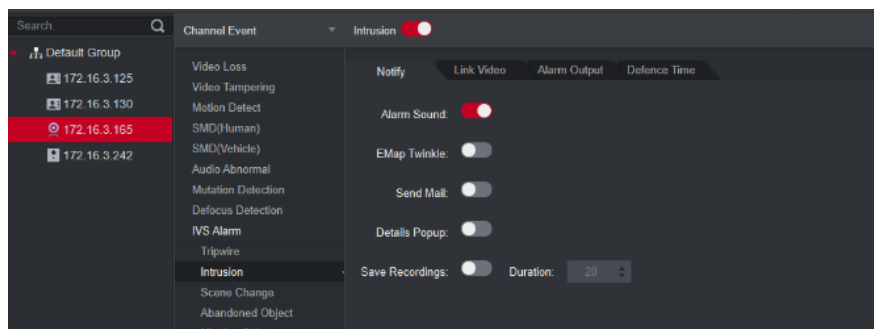 Search..
Default Group
172.16.3.125
172.16.3.130
172.16.3.165
172.16.3.242
Channel Event
Video Loss
Video Tampering
Motion Detect
SMD(Human)
SMD(Vehicle)
Audio Abnormal
Mutation Detection
Defocus Detection
IVS Alarm
Tripwire
Intrusion
Scene Change
Abandoned Object
Intrusion
Notify Link Video Alarm Output Defence Time
Alarm Sound:
EMap Twinkle:
Send Mail:
Details Popup:
Save Recordings: Duration: 20